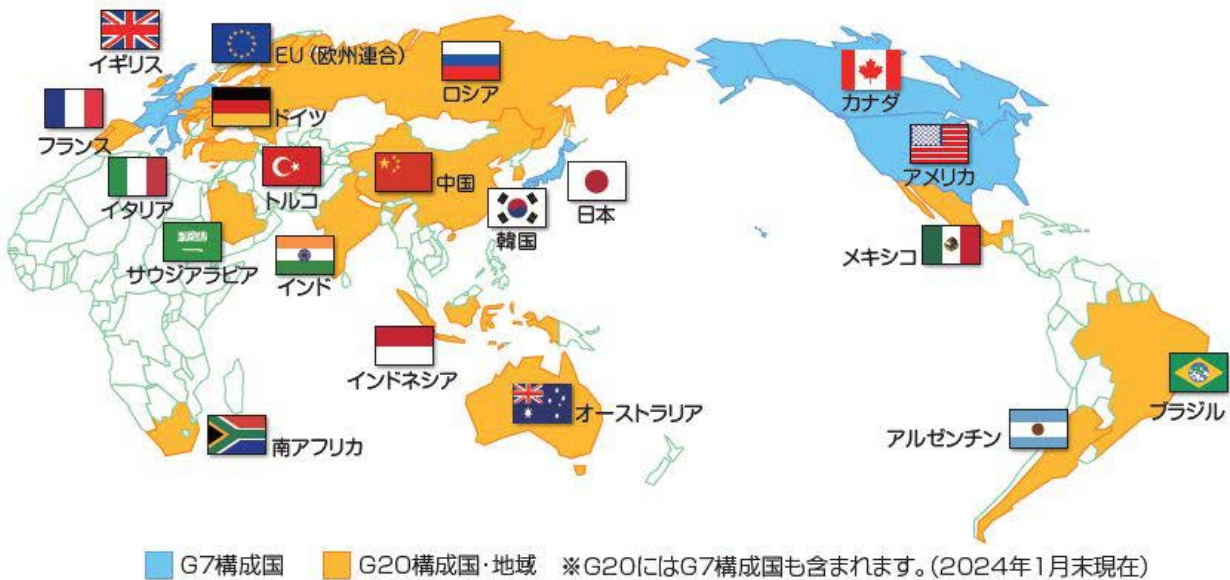 イギリス
EU（欧州連合）
ロシア
カナダ
フランス
ドイツ
アメリカ
イタリア
トルコ
中国
韓国
日本
サウジアラビア
インド
メキシコ
インドネシア
オーストラリア
ブラジル
南アフリカ
アルゼンチン
G7構成国 G20構成国・地域 ※G20にはG7構成国も含まれます。（2024年1月末現在）